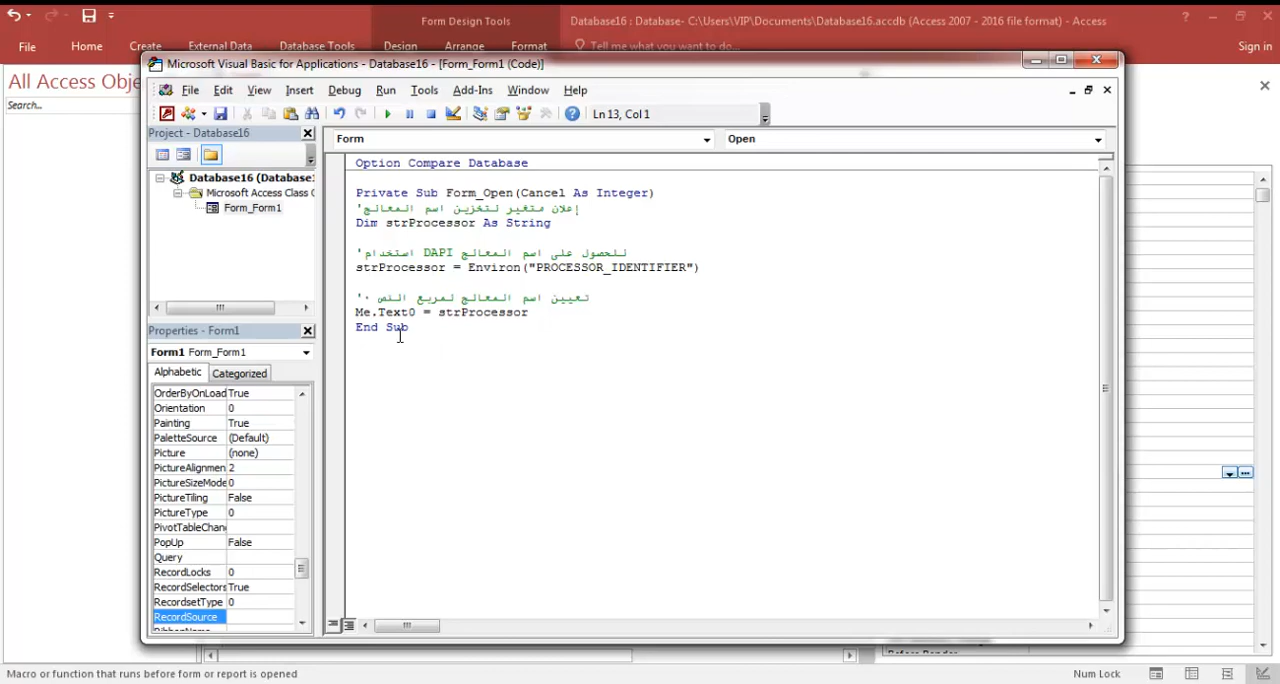 Form Design Tools
Database16 : Database- C:\Users\VIP\Documents\Database16.accdb (Access 2007 - 2016 file format) - Access
File Home Create External Data Database Tools Design Arrange Format Tell me what you want to do... Sign in
All Access Obje
Search...
Microsoft Visual Basic for Applications - Database16 - [Form_Form1 (Code)]
File Edit View Insert Debug Run Tools Add-Ins Window Help
Ln 13, Col 1
Project - Database16
Database16 (Database:
Microsoft Access Class O
Form_Form1
Form
Open
Option Compare Database
Private Sub Form_Open(Cancel As Integer)
'إعلان متغير لتخزين اسم المعالج
Dim strProcessor As String
'استخدام DAPI للحصول على اسم المعالج
strProcessor = Environ("PROCESSOR_IDENTIFIER")
'تعيين اسم المعالج لمربع النص ٠
Me.Text0 = strProcessor
End Sub
Properties - Form1
Form1 Form_Form1
Alphabetic Categorized
OrderByOnLoad True
Orientation 0
Painting True
PaletteSource (Default)
Picture (none)
PictureAlignmen 2
PictureSizeMode 0
PictureTiling False
PictureType 0
PivotTableChan
PopUp False
Query
RecordLocks 0
RecordSelectors True
RecordsetType 0
RecordSource
Macro or function that runs before form or report is opened
Num Lock